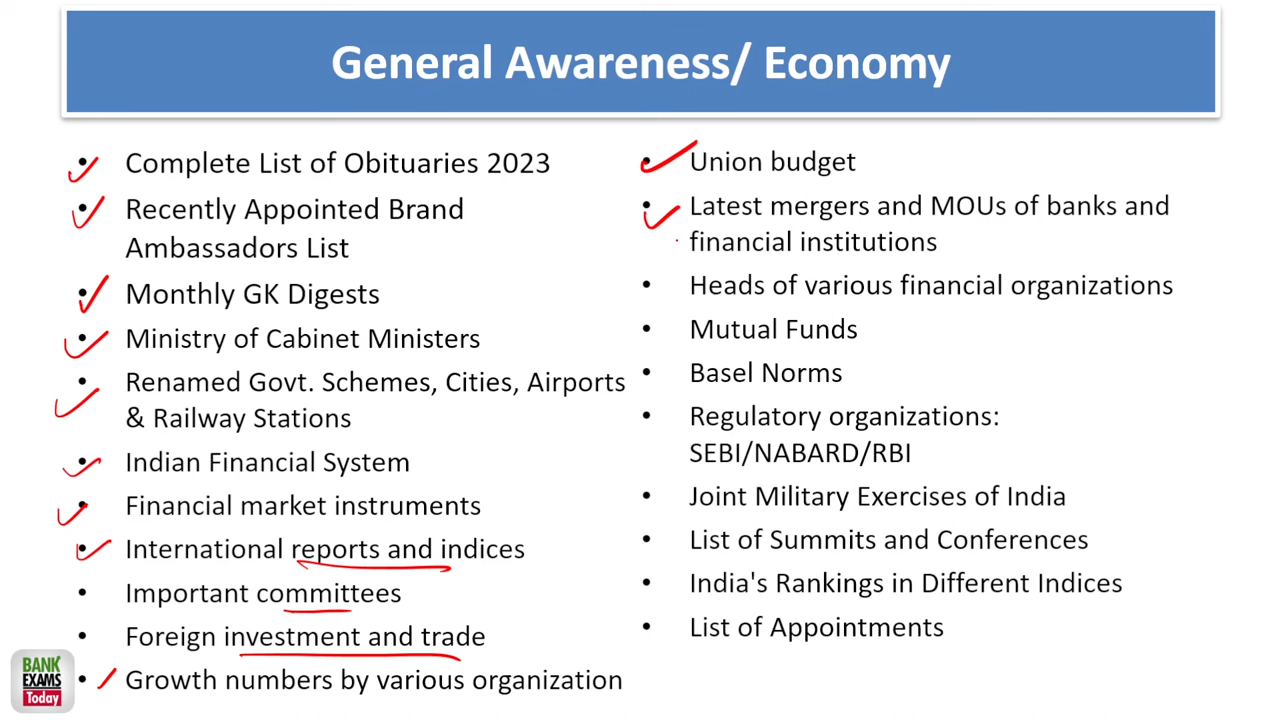 General Awareness/ Economy
• Complete List of Obituaries 2023
• Recently Appointed Brand
Ambassadors List
• Monthly GK Digests
• Ministry of Cabinet Ministers
• Renamed Govt. Schemes, Cities, Airports
& Railway Stations
• Indian Financial System
• Financial market instruments
• International reports and indices
• Important committees
• Foreign investment and trade
• Growth numbers by various organization
• Union budget
• Latest mergers and MOUs of banks and
financial institutions
• Heads of various financial organizations
• Mutual Funds
• Basel Norms
• Regulatory organizations:
SEBI/NABARD/RBI
• Joint Military Exercises of India
• List of Summits and Conferences
• India's Rankings in Different Indices
• List of Appointments
BANK
EXAMS
Today